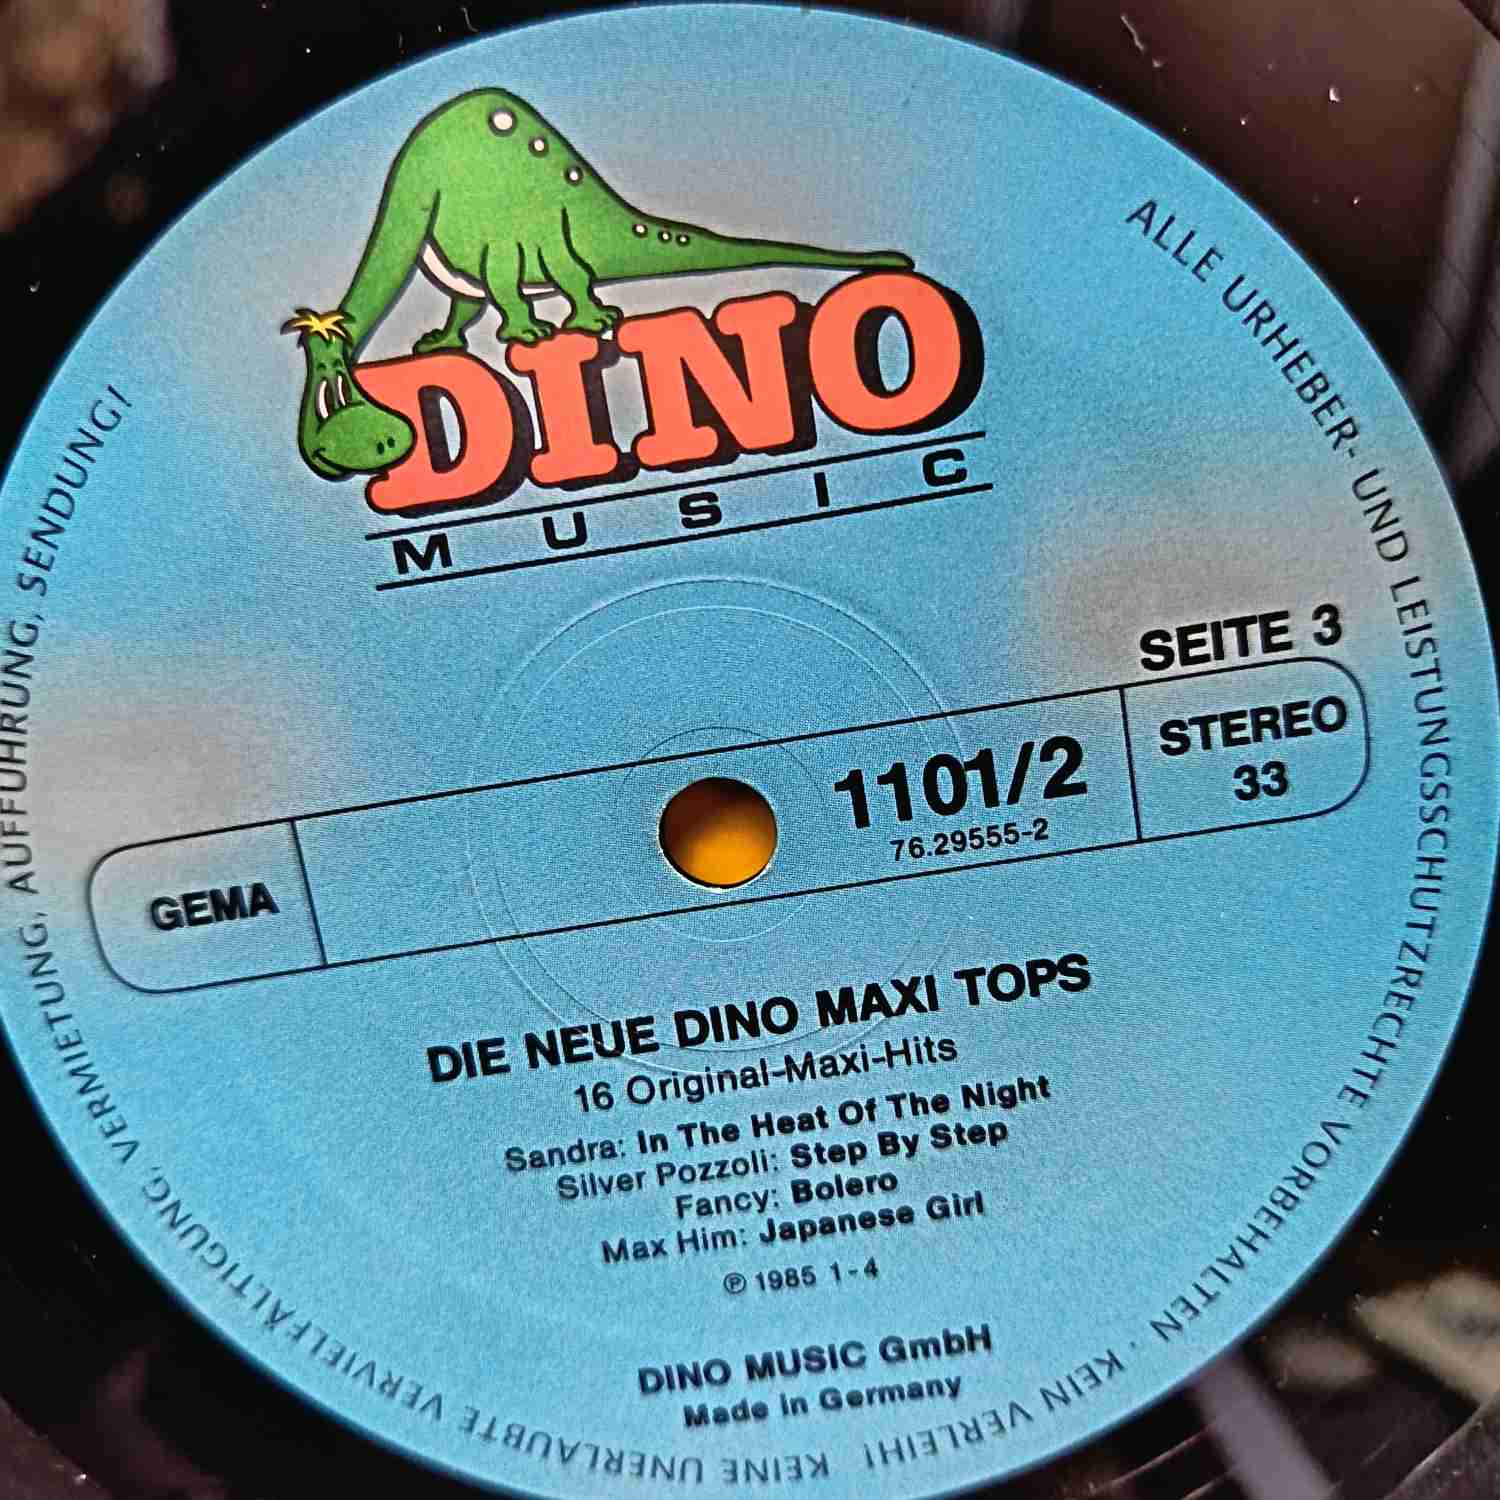 DINO
MUSIC
SEITE 3
STEREO
33
1101/2
76.29555-2
GEMA
DIE NEUE DINO MAXI TOPS
16 Original-Maxi-Hits
Sandra: In The Heat Of The Night
Silver Pozzoli: Step By Step
Fancy: Bolero
Max Him: Japanese Girl
℗ 1985 1-4
DINO MUSIC GmbH
Made in Germany
ALLE URHEBER- UND LEISTUNGSSCHUTZRECHTE VORBEHALTEN · KEIN VERLEIH! KEINE UNERLAUBTE VERVIELFÄLTIGUNG, VERMIETUNG, AUFFÜHRUNG, SENDUNG!